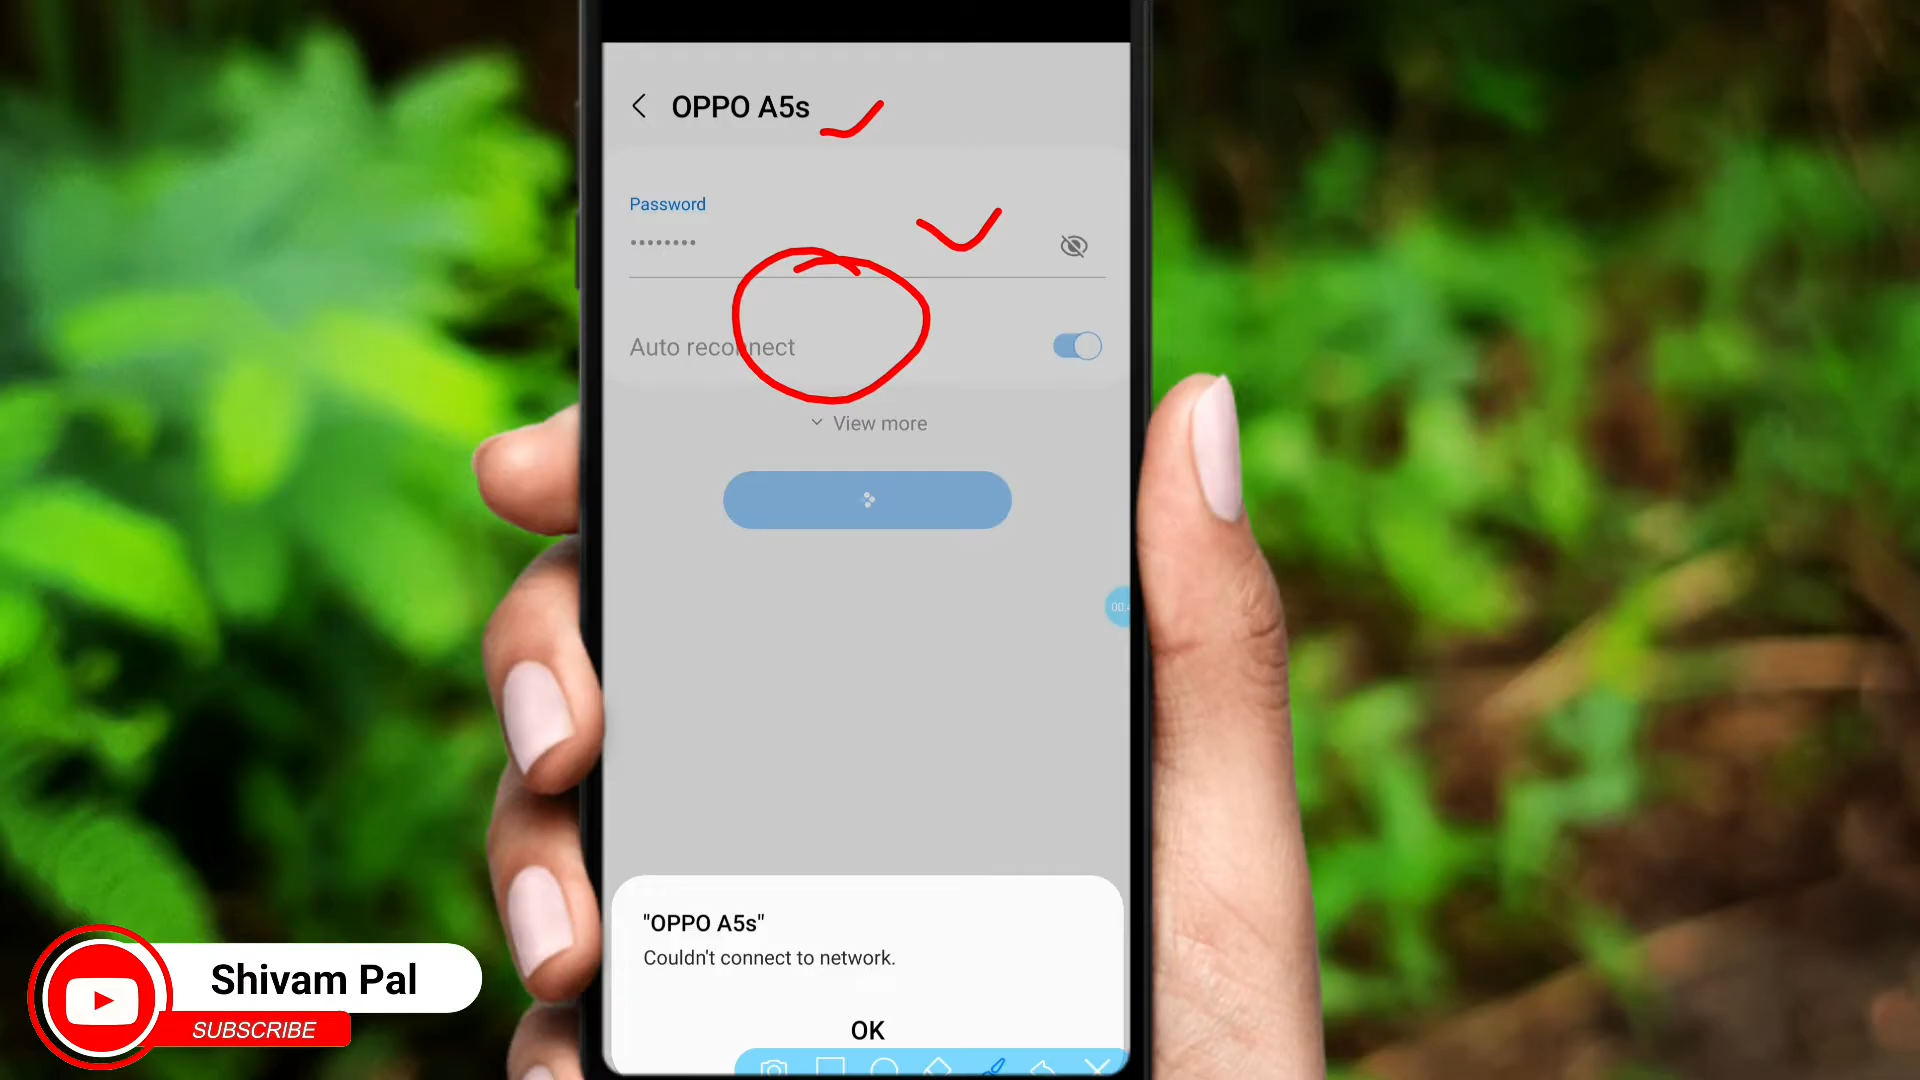 OPPO A5s
Password
••••••••
Auto reconnect
View more
"OPPO A5s"
Couldn't connect to network.
OK
Shivam Pal
SUBSCRIBE